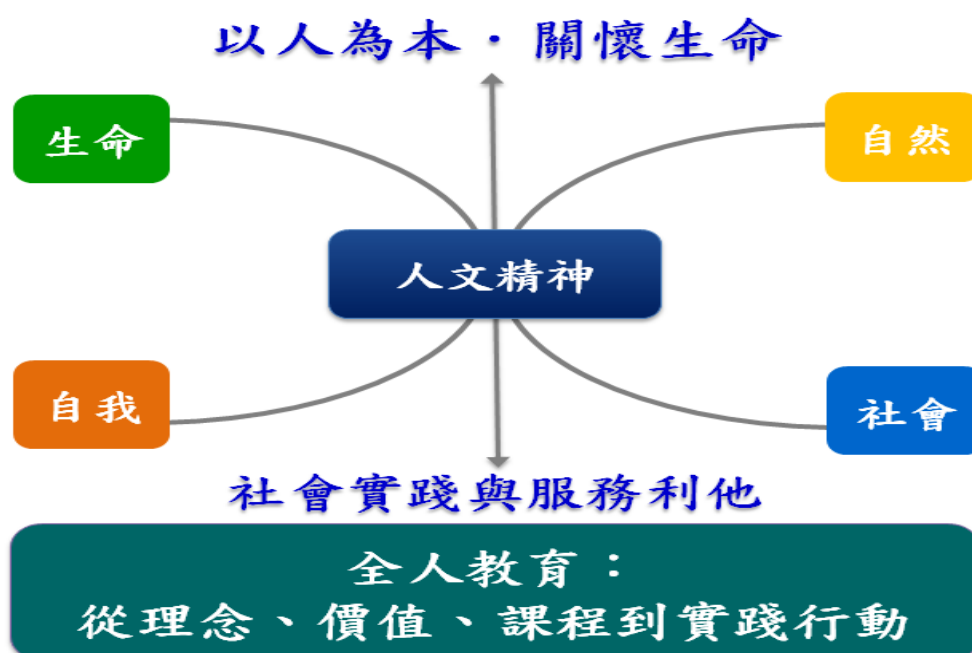 以人為本·關懷生命
生命
自然
人文精神
自我
社會
社會實踐與服務利他
全人教育：
從理念、價值、課程到實踐行動